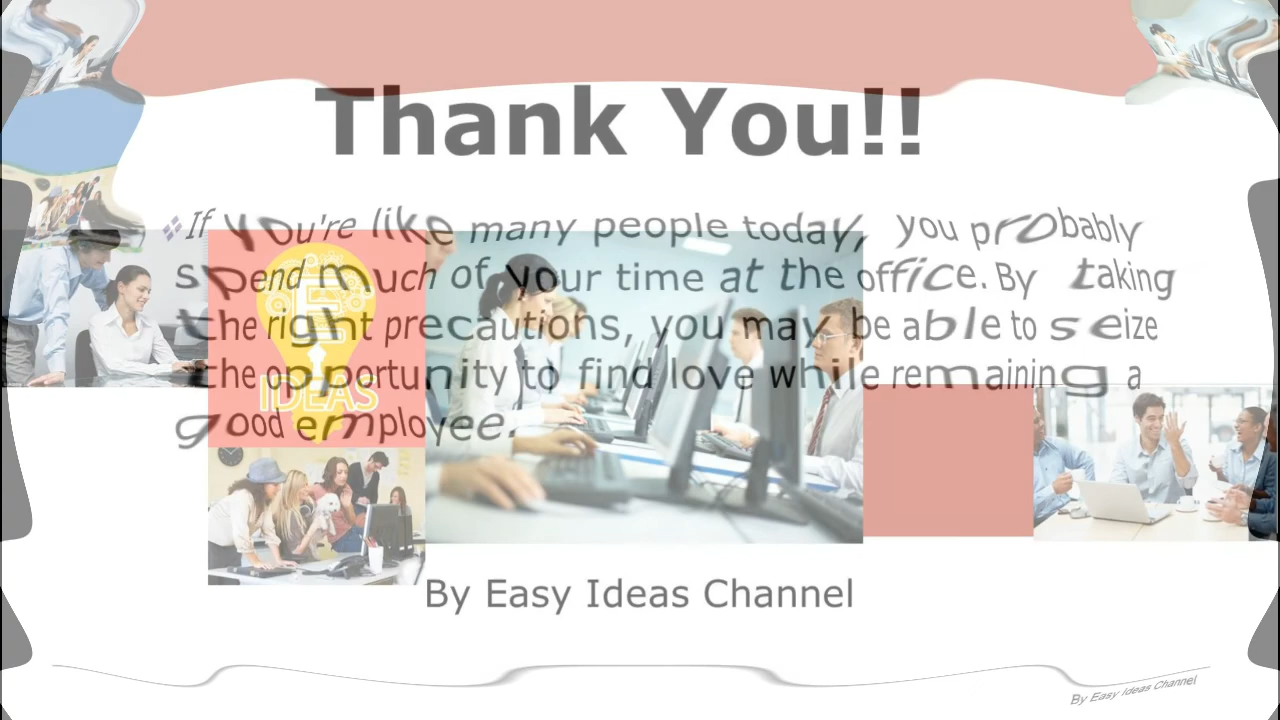 Thank You!!
If you're like many people today, you probably
spend much of your time at the office. By taking
the right precautions, you may be able to seize
the opportunity to find love while remaining a
good employee.
E
IDEAS
By Easy Ideas Channel
By Easy Ideas Channel